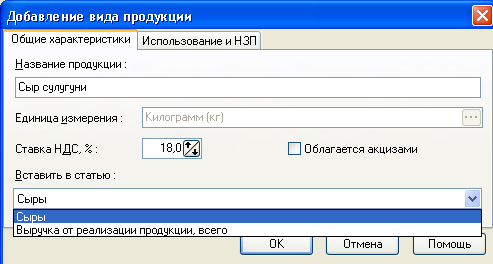 Добавление вида продукции
Общие характеристики Использование и НЗП
Название продукции :
Сыр сулугуни
Единица измерения : Килограмм (кг) ...
Ставка НДС, % : 18,0 Облагается акцизами
Вставить в статью :
Сыры
Сыры
Выручка от реализации продукции, всего
ОК Отмена Помощь